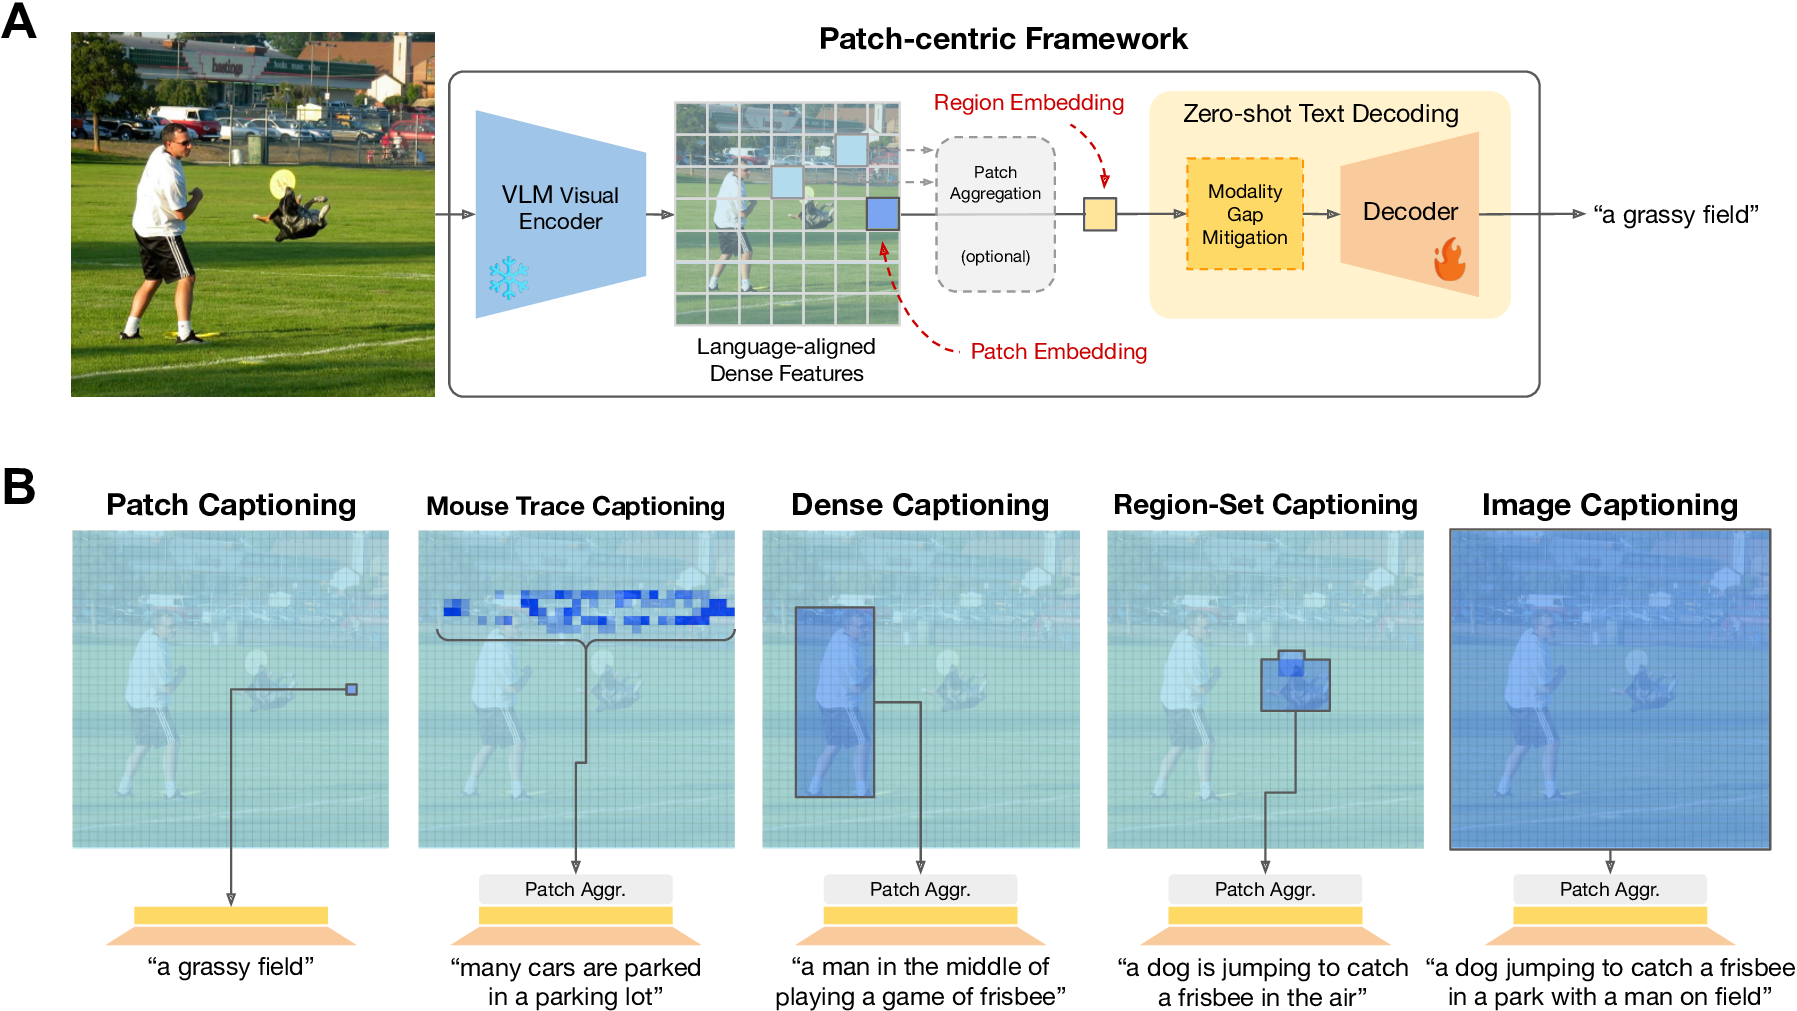 A
Patch-centric Framework
hastings
books music video
VLM Visual
Encoder
Language-aligned
Dense Features
Region Embedding
Patch
Aggregation
(optional)
Patch Embedding
Zero-shot Text Decoding
Modality
Gap
Mitigation
Decoder
“a grassy field”
B
Patch Captioning
“a grassy field”
Mouse Trace Captioning
Patch Aggr.
“many cars are parked
in a parking lot”
Dense Captioning
Patch Aggr.
“a man in the middle of
playing a game of frisbee”
Region-Set Captioning
Patch Aggr.
“a dog is jumping to catch
a frisbee in the air”
Image Captioning
Patch Aggr.
“a dog jumping to catch a frisbee
in a park with a man on field”